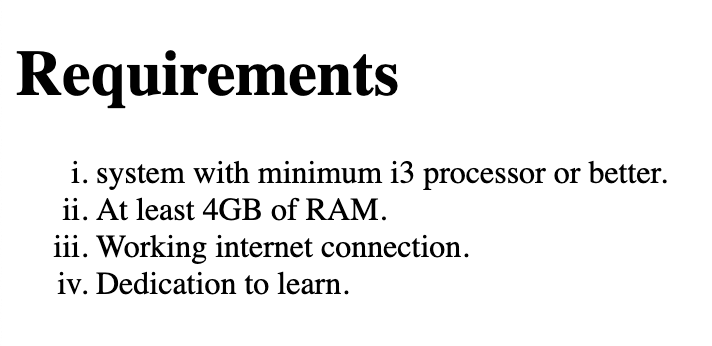 Requirements
i. system with minimum i3 processor or better.
ii. At least 4GB of RAM.
iii. Working internet connection.
iv. Dedication to learn.